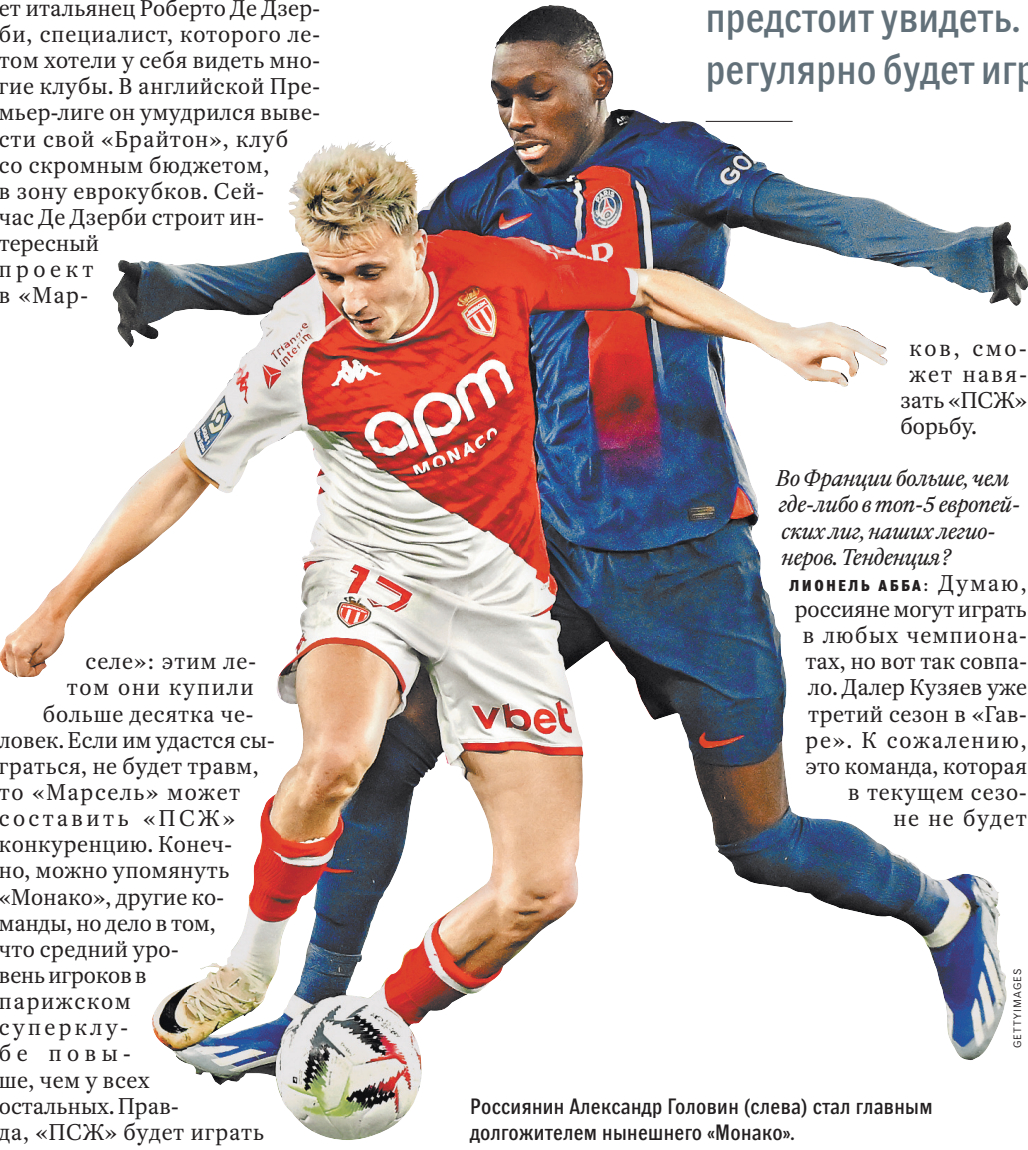 ет итальянец Роберто Де Дзер-
би, специалист, которого ле-
том хотели у себя видеть мно-
гие клубы. В английской Пре-
мьер-лиге он умудрился выве-
сти свой «Брайтон», клуб
со скромным бюджетом,
в зону еврокубков. Сей-
час Де Дзерби строит ин-
тересный
проект
в «Мар-
селе»: этим ле-
том они купили
больше десятка че-
ловек. Если им удастся сы-
граться, не будет травм,
то «Марсель» может
составить «ПСЖ»
конкуренцию. Конеч-
но, можно упомянуть
«Монако», другие ко-
манды, но дело в том,
что средний уро-
вень игроков в
парижском
суперклу-
бе повы-
ше, чем у всех
остальных. Прав-
да, «ПСЖ» будет играть
предстоит увидеть.
регулярно будет игр
ков, смо-
жет навя-
зать «ПСЖ»
борьбу.
Во Франции больше, чем
где-либо в топ-5 европей-
ских лиг, наших легио-
неров. Тенденция?
ЛИОНЕЛЬ АББА: Думаю,
россияне могут играть
в любых чемпиона-
тах, но вот так совпа-
ло. Далер Кузяев уже
третий сезон в «Гав-
ре». К сожалению,
это команда, которая
в текущем сезо-
не не будет
GO
PARIS
R
Triangle
intérim
apm
MONACO
17
vbet
GETTYIMAGES
Россиянин Александр Головин (слева) стал главным
долгожителем нынешнего «Монако».